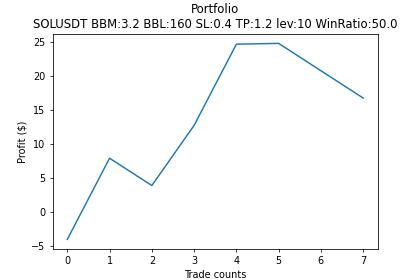 Portfolio
SOLUSDT BBM:3.2 BBL:160 SL:0.4 TP:1.2 lev:10 WinRatio:50.0
25
20
15
10
5
0
−5
Profit ($)
0 1 2 3 4 5 6 7
Trade counts